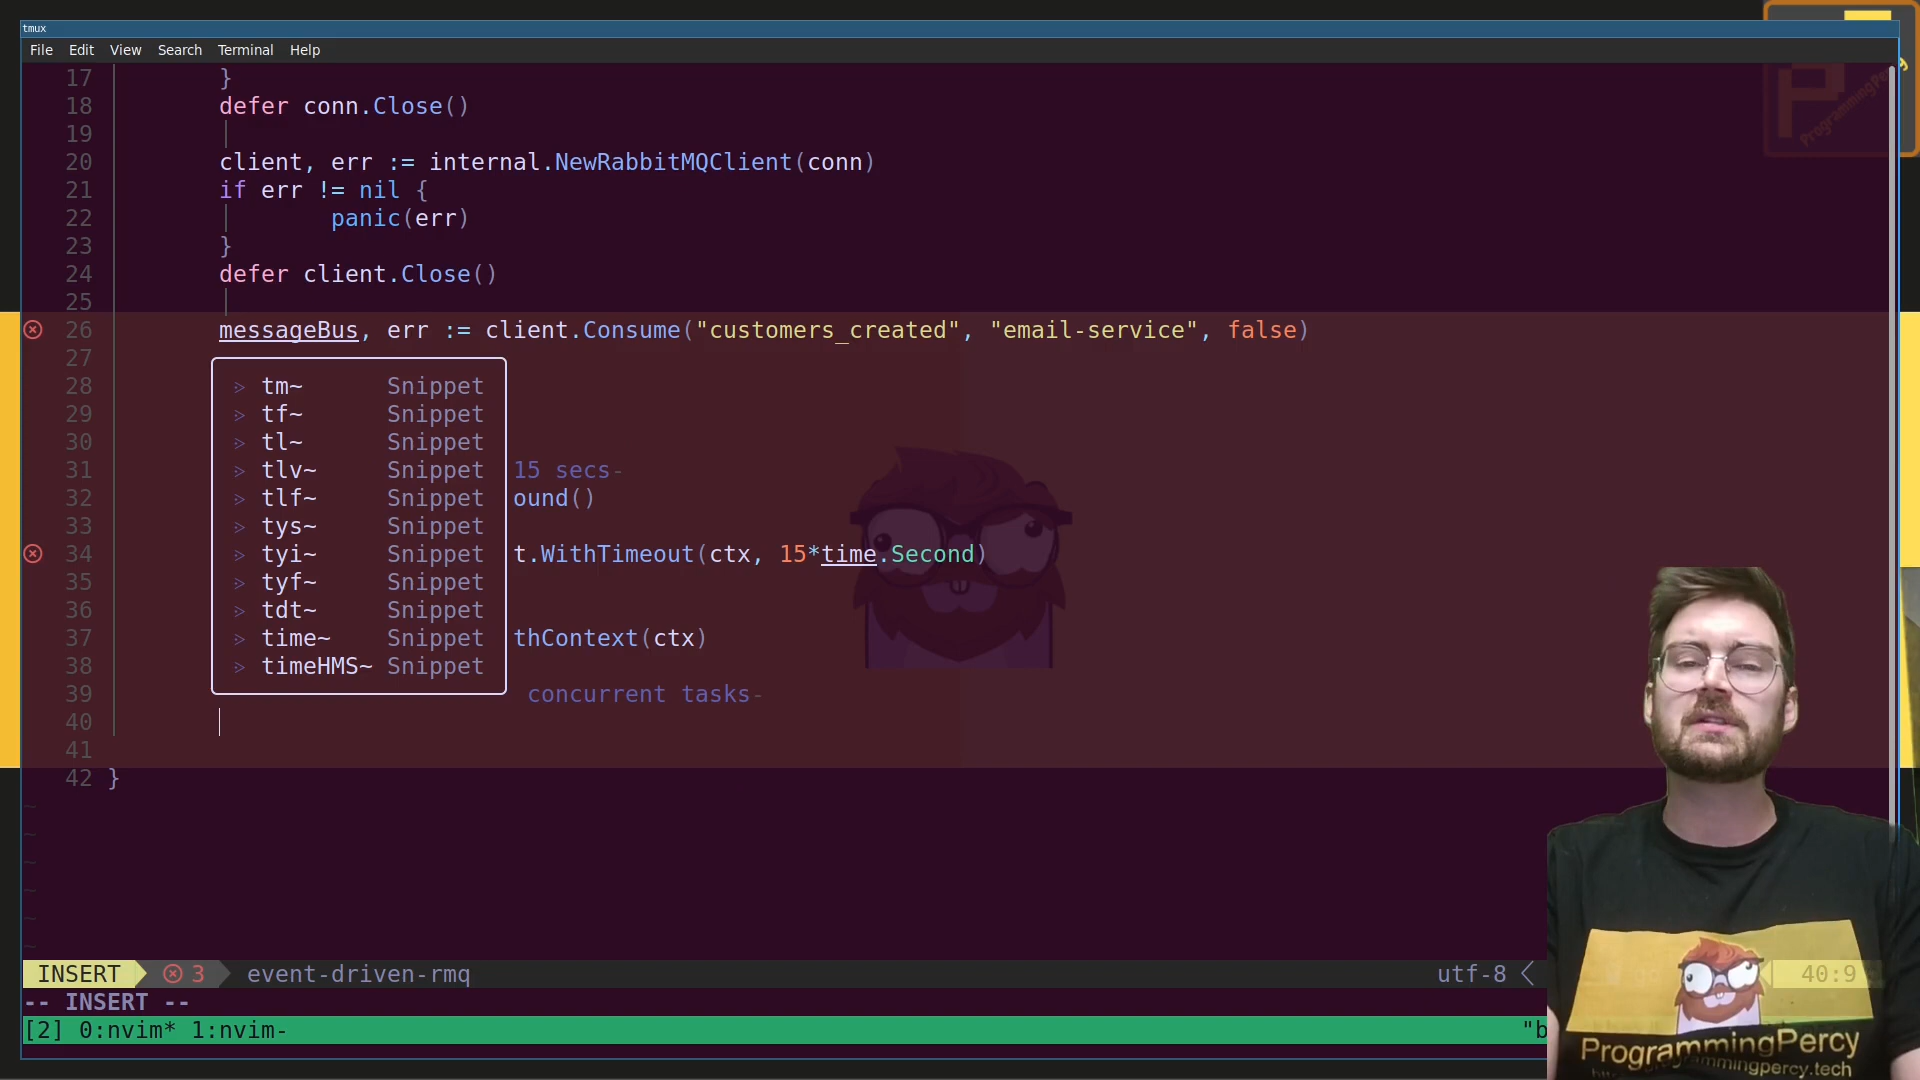 tmux
File Edit View Search Terminal Help
17 }
18 defer conn.Close()
19
20 client, err := internal.NewRabbitMQClient(conn)
21 if err != nil {
22 panic(err)
23 }
24 defer client.Close()
25
26 messageBus, err := client.Consume("customers_created", "email-service", false)
27
28 > tm~ Snippet
29 > tf~ Snippet
30 > tl~ Snippet
31 > tlv~ Snippet 15 secs-
32 > tlf~ Snippet ound()
33 > tys~ Snippet
34 > tyi~ Snippet t.WithTimeout(ctx, 15*time.Second)
35 > tyf~ Snippet
36 > tdt~ Snippet
37 > time~ Snippet thContext(ctx)
38 > timeHMS~ Snippet
39 concurrent tasks-
40
41
42 }
~
~
~
~
~
~
INSERT 3 event-driven-rmq utf-8 40:9
-- INSERT --
[2] 0:nvim* 1:nvim- "b
ProgrammingPercy
ProgrammingPercy
programmingpercy.tech